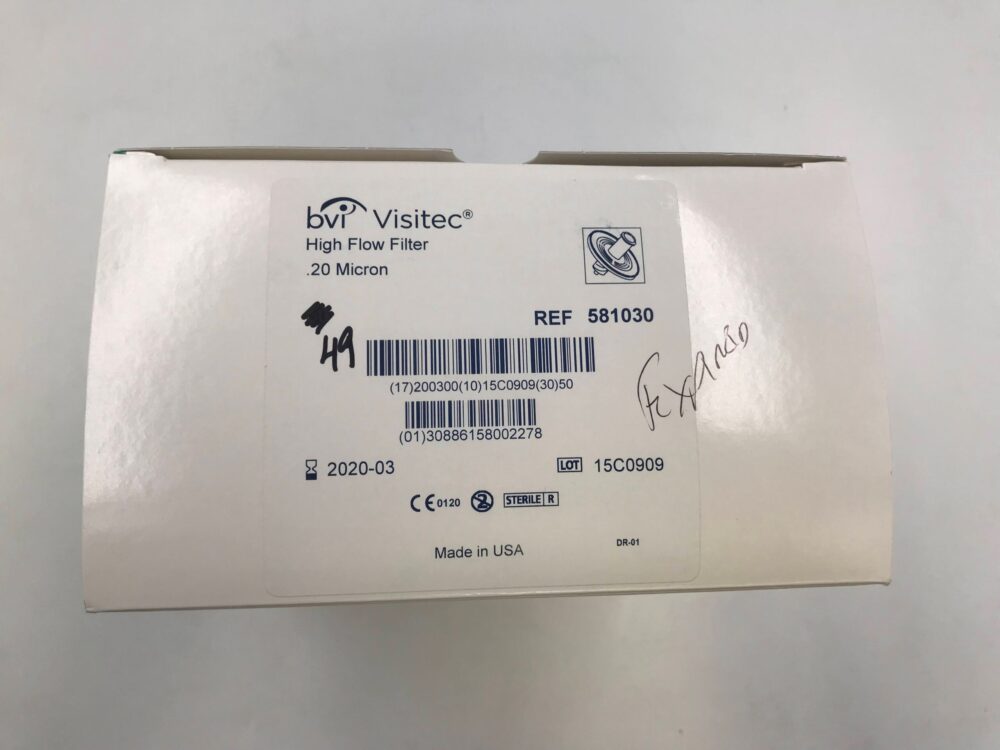 bvi Visitec®
High Flow Filter
.20 Micron
REF 581030
49
(17)200300(10)15C0909(30)50
(01)30886158002278
2020-03
LOT 15C0909
CE 0120 2 STERILE R
Made in USA
DR-01